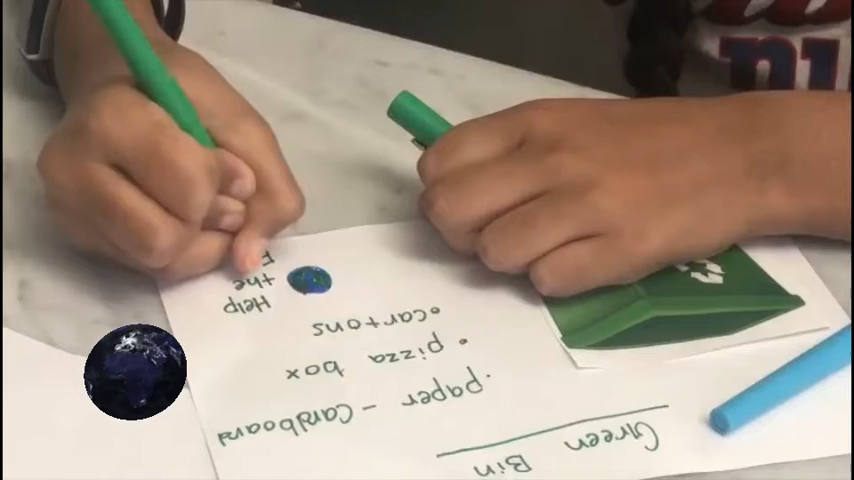 Green Bin
• paper - Cardboard
• pizza box
• cartons
Help
the